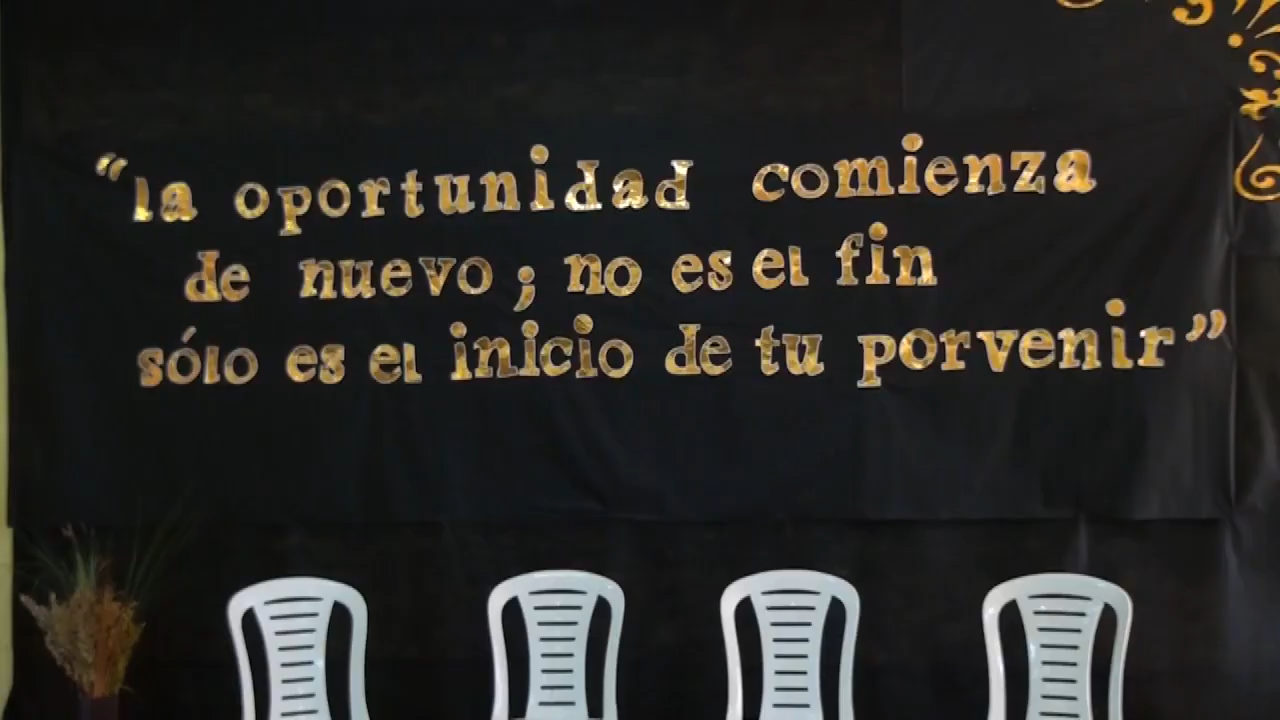 “la oportunidad comienza
de nuevo; no es el fin
sólo es el inicio de tu porvenir”